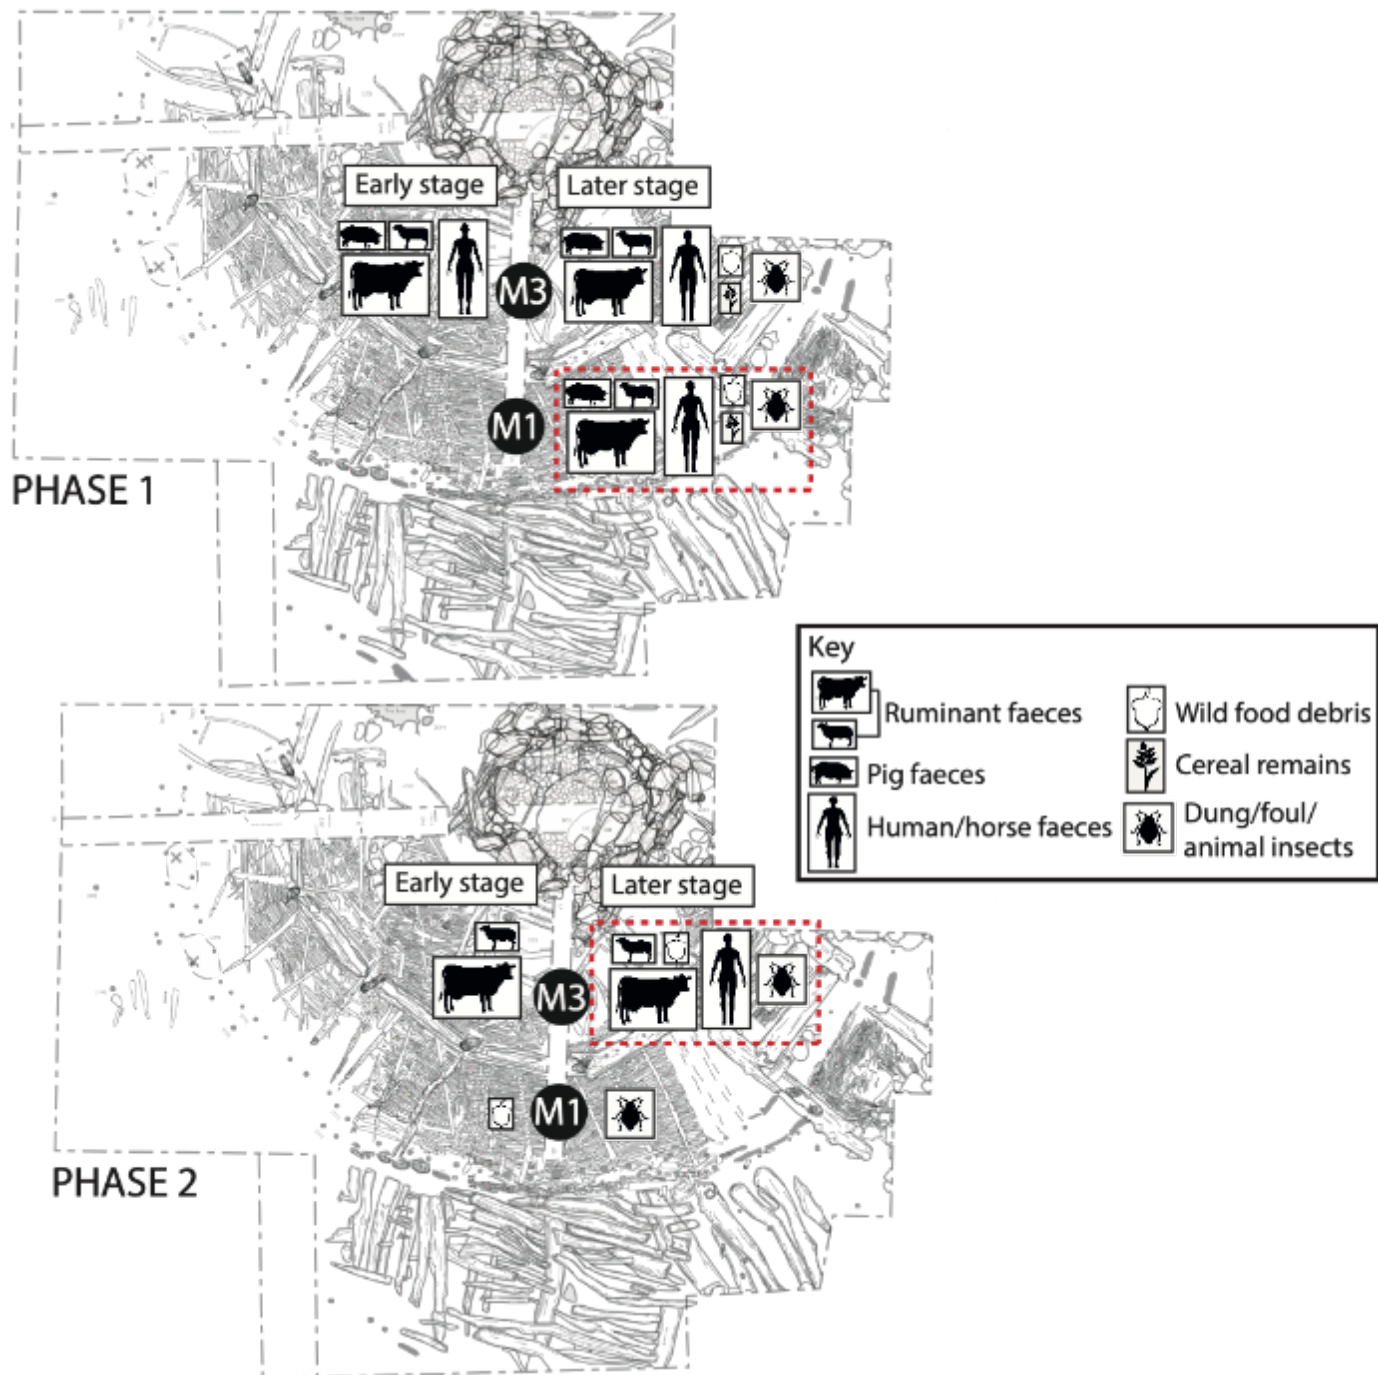 Early stage
Later stage
M3
M1
PHASE 1
Key
Ruminant faeces
Pig faeces
Human/horse faeces
Wild food debris
Cereal remains
Dung/foul/
animal insects
Early stage
Later stage
M3
M1
PHASE 2